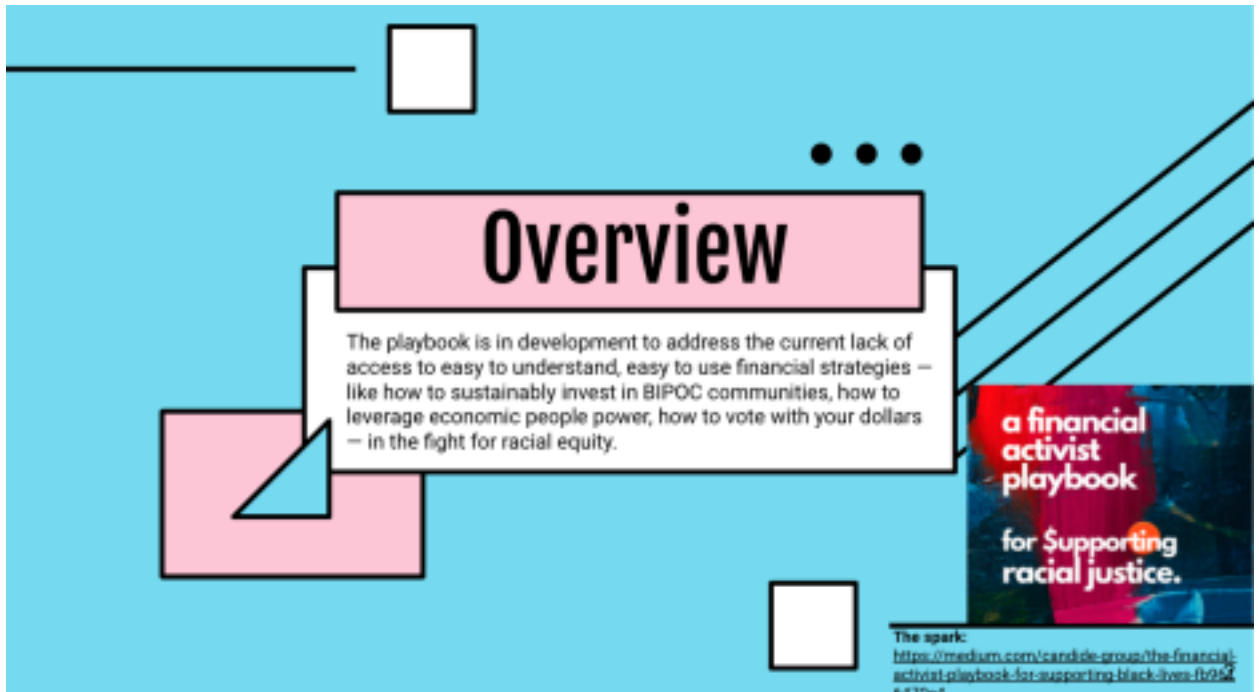 Overview
The playbook is in development to address the current lack of
access to easy to understand, easy to use financial strategies —
like how to sustainably invest in BIPOC communities, how to
leverage economic people power, how to vote with your dollars
— in the fight for racial equity.
a financial
activist
playbook
for $upporting
racial justice.
The spark:
https://medium.com/candide-group/the-financial-
activist-playbook-for-supporting-black-lives-